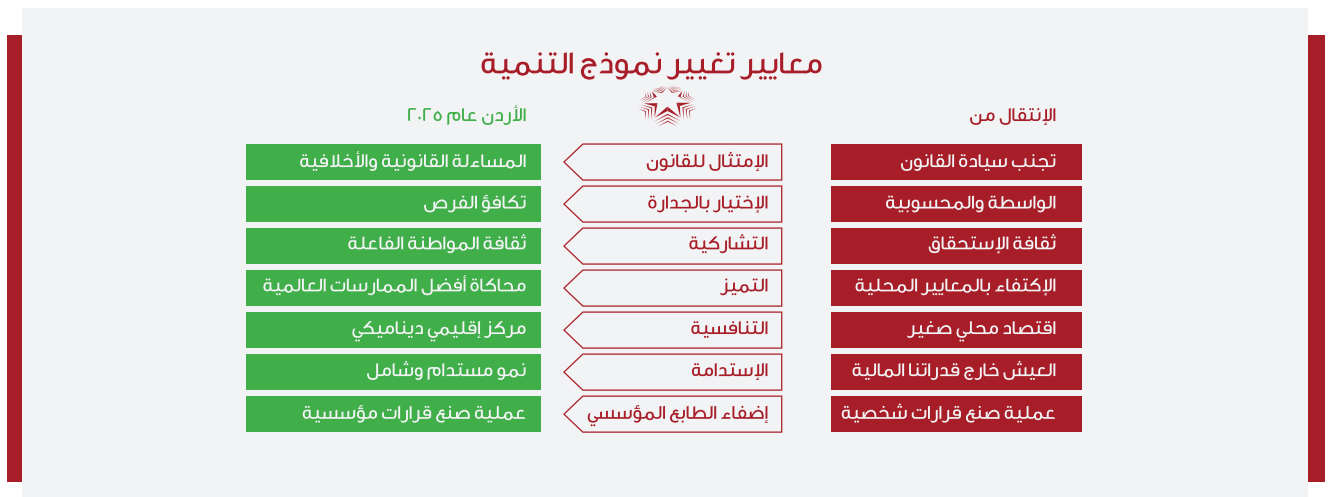 معايير تغيير نموذج التنمية
الإنتقال من
الأردن عام ٢٠٢٥
تجنب سيادة القانون
الإمتثال للقانون
المساءلة القانونية والأخلاقية
الواسطة والمحسوبية
الإختيار بالجدارة
تكافؤ الفرص
ثقافة الإستحقاق
التشاركية
ثقافة المواطنة الفاعلة
الإكتفاء بالمعايير المحلية
التميز
محاكاة أفضل الممارسات العالمية
اقتصاد محلي صغير
التنافسية
مركز إقليمي ديناميكي
العيش خارج قدراتنا المالية
الإستدامة
نمو مستدام وشامل
عملية صنع قرارات شخصية
إضفاء الطابع المؤسسي
عملية صنع قرارات مؤسسية